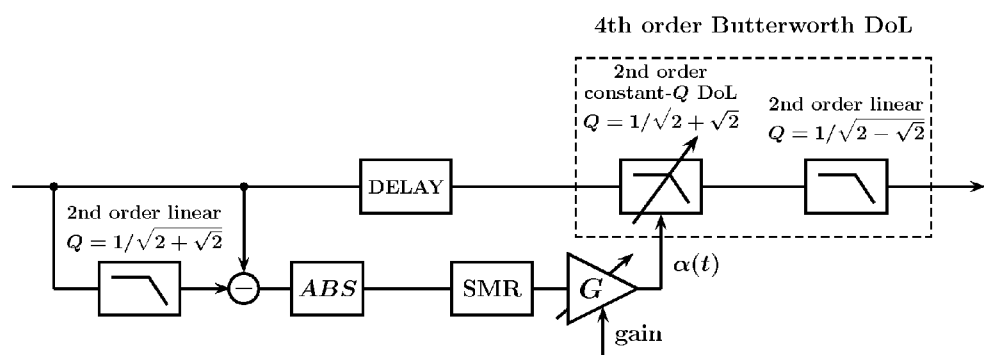 4th order Butterworth DoL
2nd order
constant-Q DoL
Q = 1/√(2 + √2)
2nd order linear
Q = 1/√(2 − √2)
DELAY
2nd order linear
Q = 1/√(2 + √2)
−
ABS
SMR
G
α(t)
gain